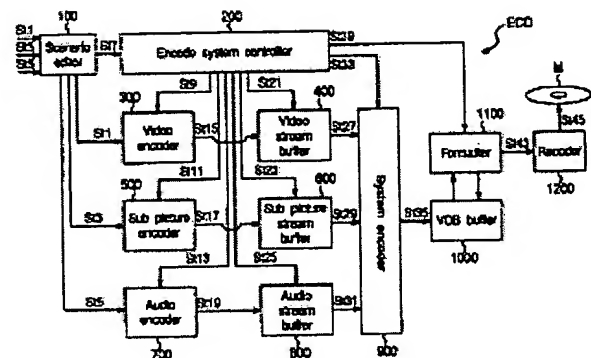 100
200
ECD
St1
St3
St5
Scenario
editor
St7
Encode system controller
St39
St33
St9
St21
300
400
M
St1
Video
encoder
St15
Video
stream
buffer
St27
1100
St45
Formatter
St43
Recoder
1200
St11
St23
500
600
St3
Sub picture
encoder
St17
Sub picture
stream
buffer
St29
System encoder
St35
VOB buffer
1000
St13
St25
St5
Audio
encoder
St19
Audio
stream
buffer
St31
700
800
900